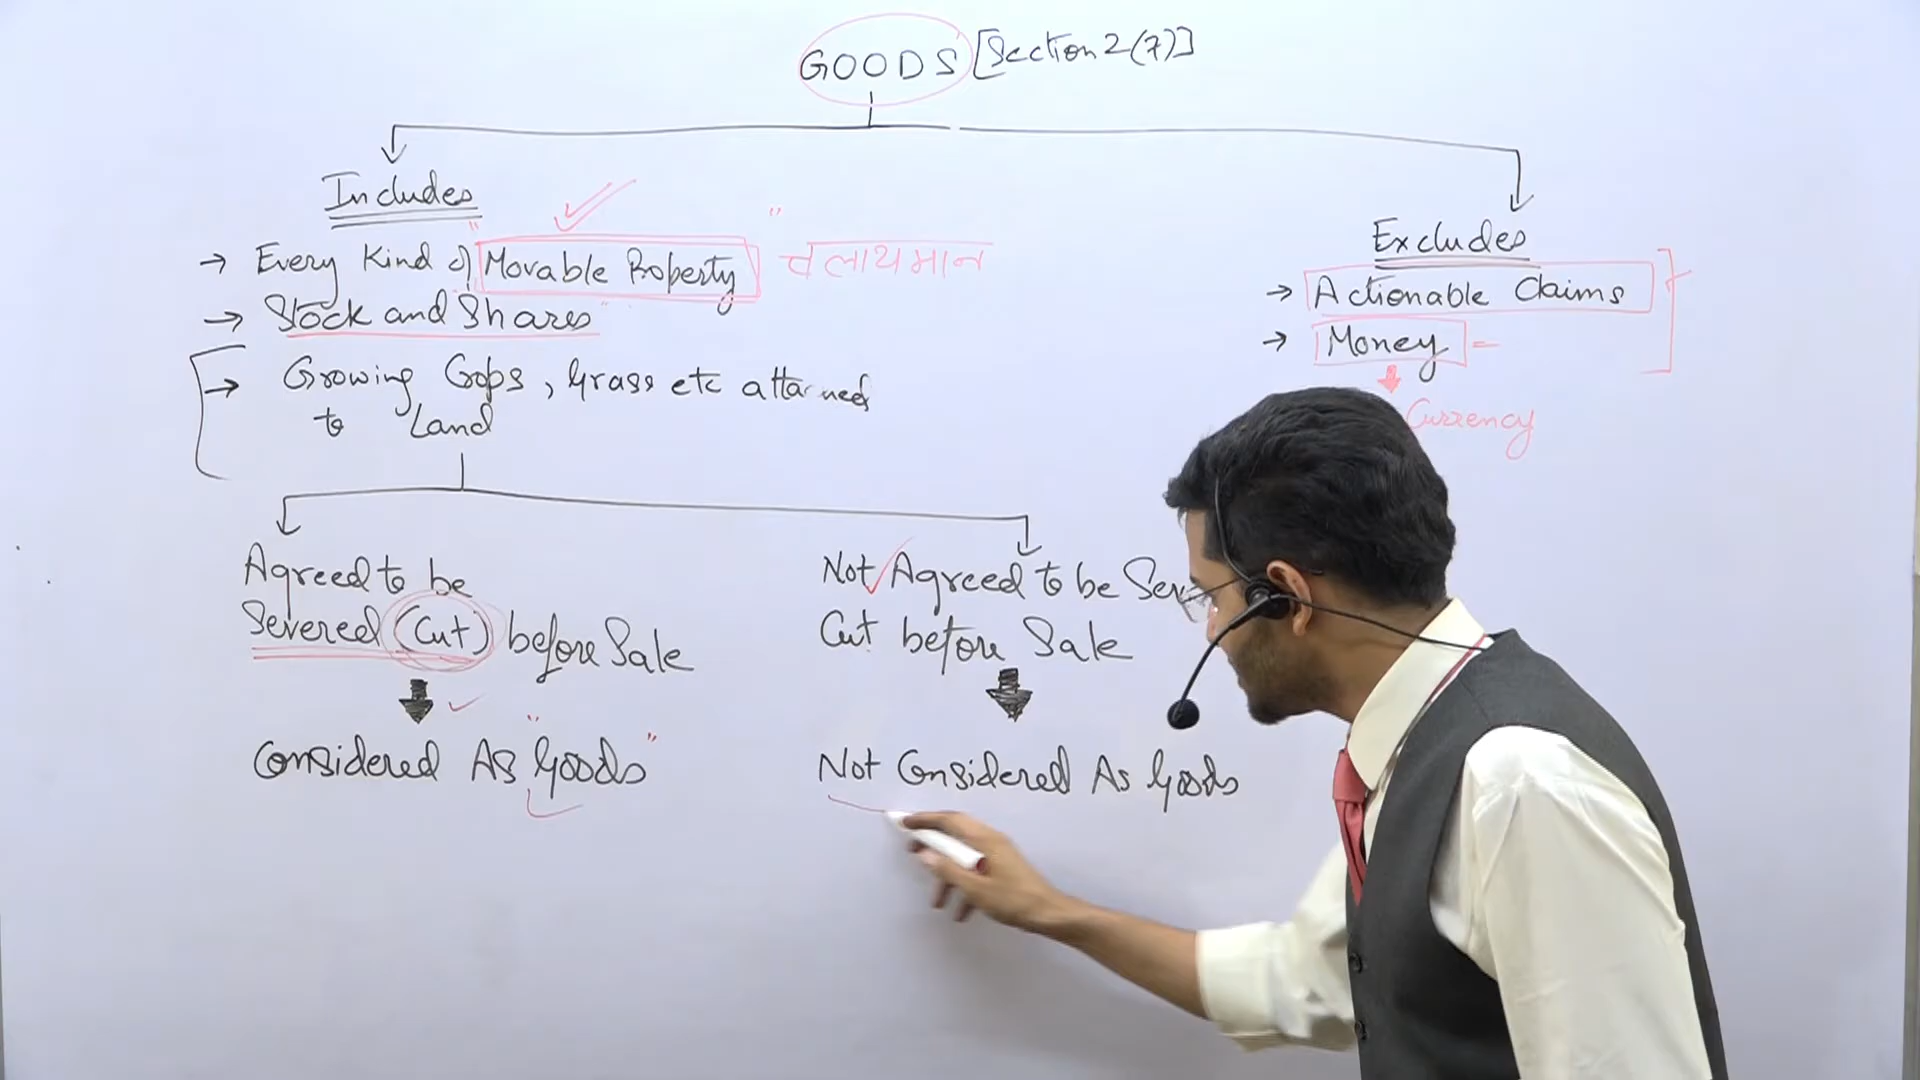 GOODS [Section 2(7)]
Includes
→ Every Kind of "Movable Property" चलायमान
→ Stock and Shares
→ Growing Crops, Grass etc attached
to Land
Excludes
→ Actionable Claims
→ Money =
Currency
Agreed to be
Severed (Cut) before Sale
Considered As "Goods"
Not Agreed to be
Cut before Sale
Not Considered As Goods